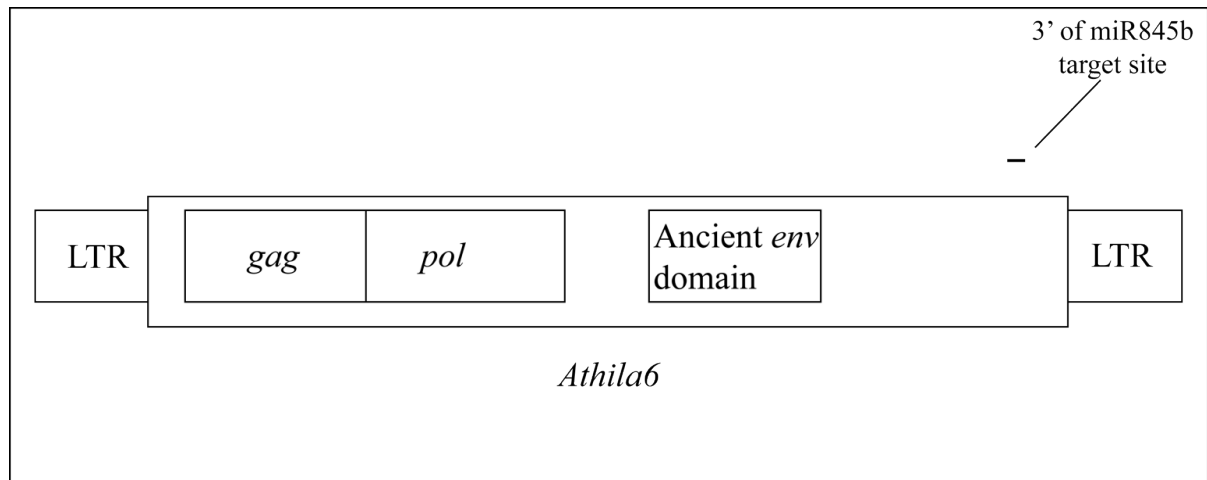 3’ of miR845b
target site
LTR
gag
pol
Ancient env
domain
LTR
Athila6